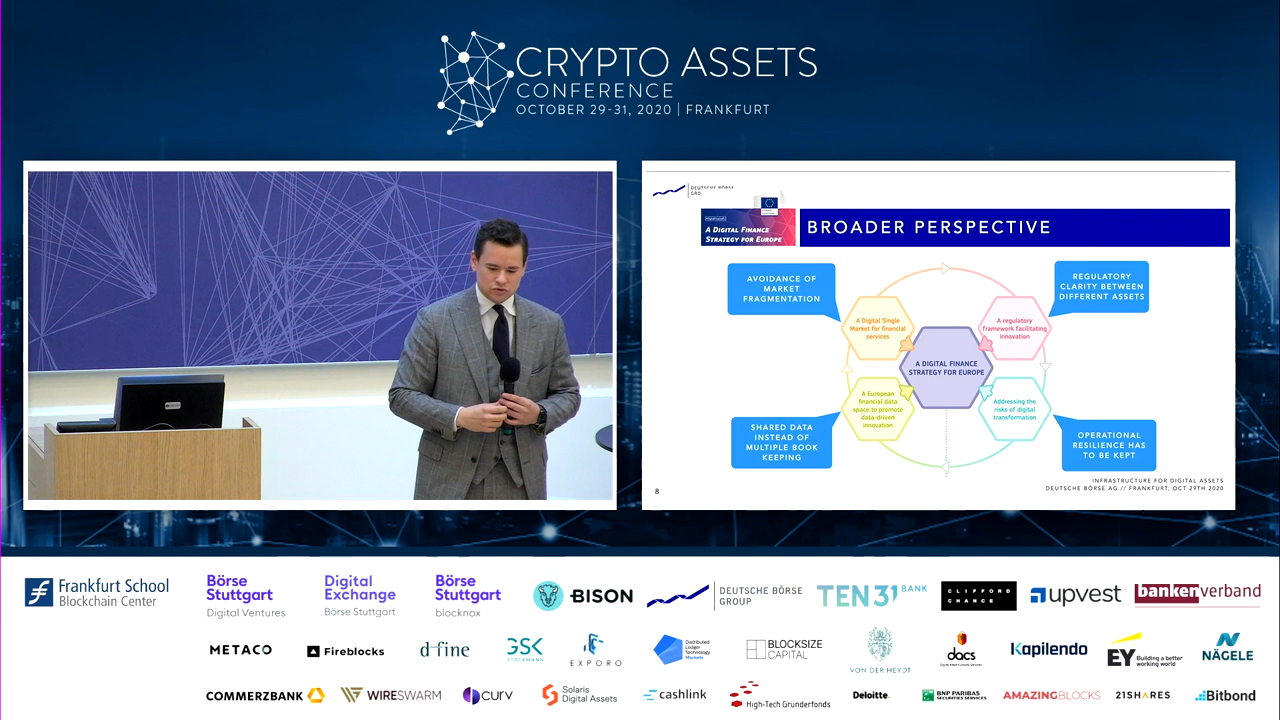 CRYPTO ASSETS
CONFERENCE
OCTOBER 29-31, 2020 | FRANKFURT
DEUTSCHE BÖRSE
A DIGITAL FINANCE
STRATEGY FOR EUROPE
BROADER PERSPECTIVE
AVOIDANCE OF
MARKET
FRAGMENTATION
REGULATORY
CLARITY BETWEEN
DIFFERENT ASSETS
A Digital Single
Market for financial
services
A regulatory
framework facilitating
innovation
A DIGITAL FINANCE
STRATEGY FOR EUROPE
A European
financial data
space to promote
data-driven
innovation
Addressing the
risks of digital
transformation
SHARED DATA
INSTEAD OF
MULTIPLE BOOK
KEEPING
OPERATIONAL
RESILIENCE HAS
TO BE KEPT
INFRASTRUCTURE FOR DIGITAL ASSETS
DEUTSCHE BÖRSE AG // FRANKFURT, OCT 29TH 2020
8
Frankfurt School
Blockchain Center
Börse
Stuttgart
Digital Ventures
Digital
Exchange
Börse Stuttgart
Börse
Stuttgart
blocknox
BISON
DEUTSCHE BÖRSE
GROUP
TEN31 BANK
CLIFFORD
CHANCE
upvest
bankenverband
METACO
Fireblocks
d-fine
GSK
STOCKMANN
EXPORO
Distributed
Ledger
Technology
Markets
BLOCKSIZE
CAPITAL
VON DER HEYDT
dacs
Kapilendo
EY
Building a better
working world
NÄGELE
COMMERZBANK
WIRESWARM
curv
Solaris
Digital Assets
cashlink
High-Tech Gründerfonds
Deloitte.
BNP PARIBAS
SECURITIES SERVICES
AMAZINGBLOCKS
21SHARES
Bitbond